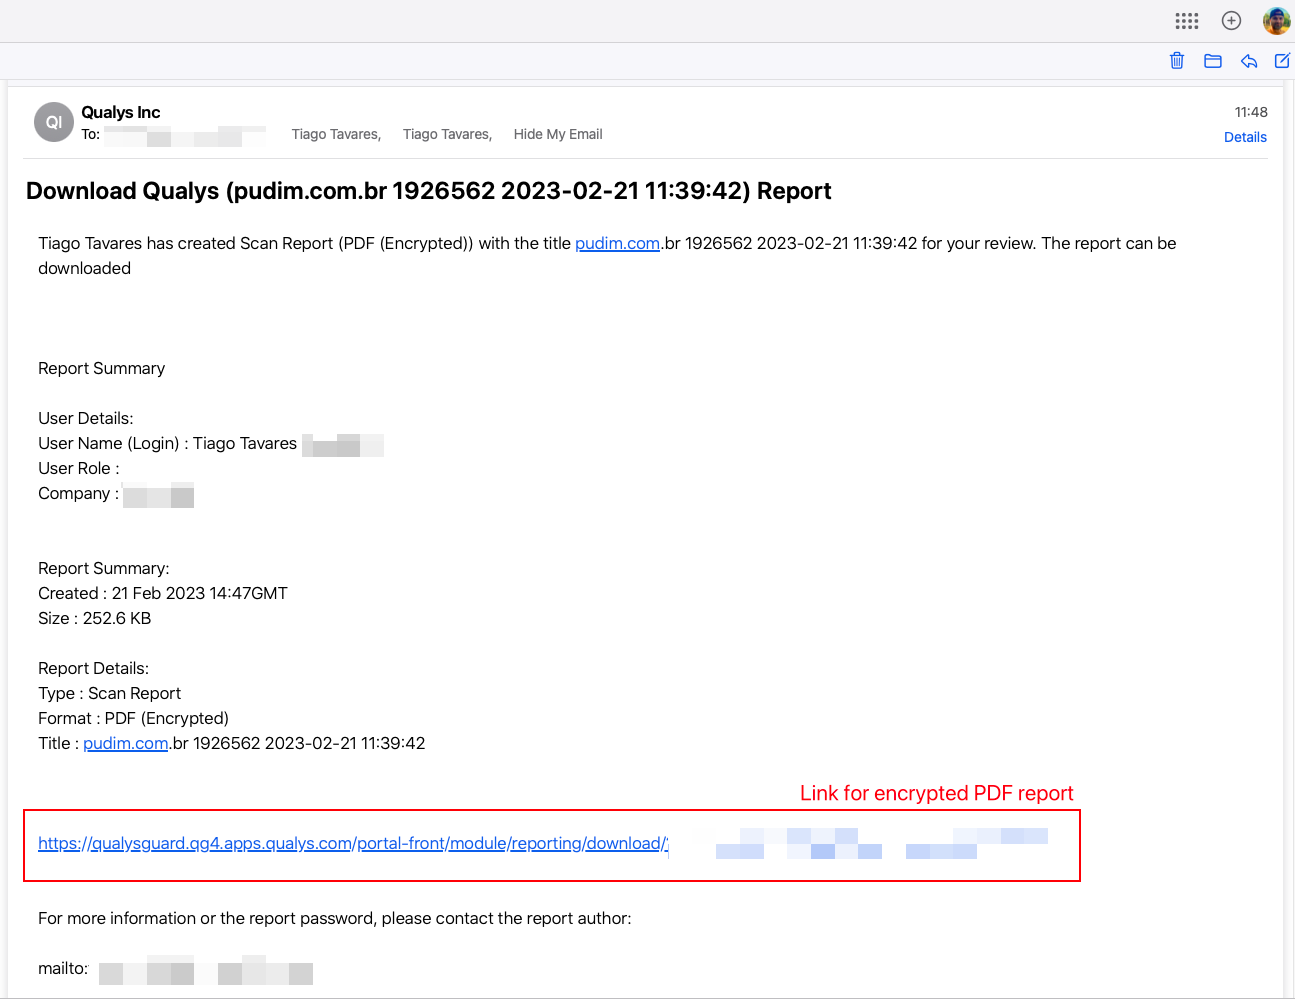 QI
Qualys Inc
11:48
To: Tiago Tavares, Tiago Tavares, Hide My Email
Details
Download Qualys (pudim.com.br 1926562 2023-02-21 11:39:42) Report
Tiago Tavares has created Scan Report (PDF (Encrypted)) with the title pudim.com.br 1926562 2023-02-21 11:39:42 for your review. The report can be
downloaded
Report Summary
User Details:
User Name (Login) : Tiago Tavares
User Role :
Company :
Report Summary:
Created : 21 Feb 2023 14:47GMT
Size : 252.6 KB
Report Details:
Type : Scan Report
Format : PDF (Encrypted)
Title : pudim.com.br 1926562 2023-02-21 11:39:42
Link for encrypted PDF report
https://qualysguard.qg4.apps.qualys.com/portal-front/module/reporting/download/
For more information or the report password, please contact the report author:
mailto: